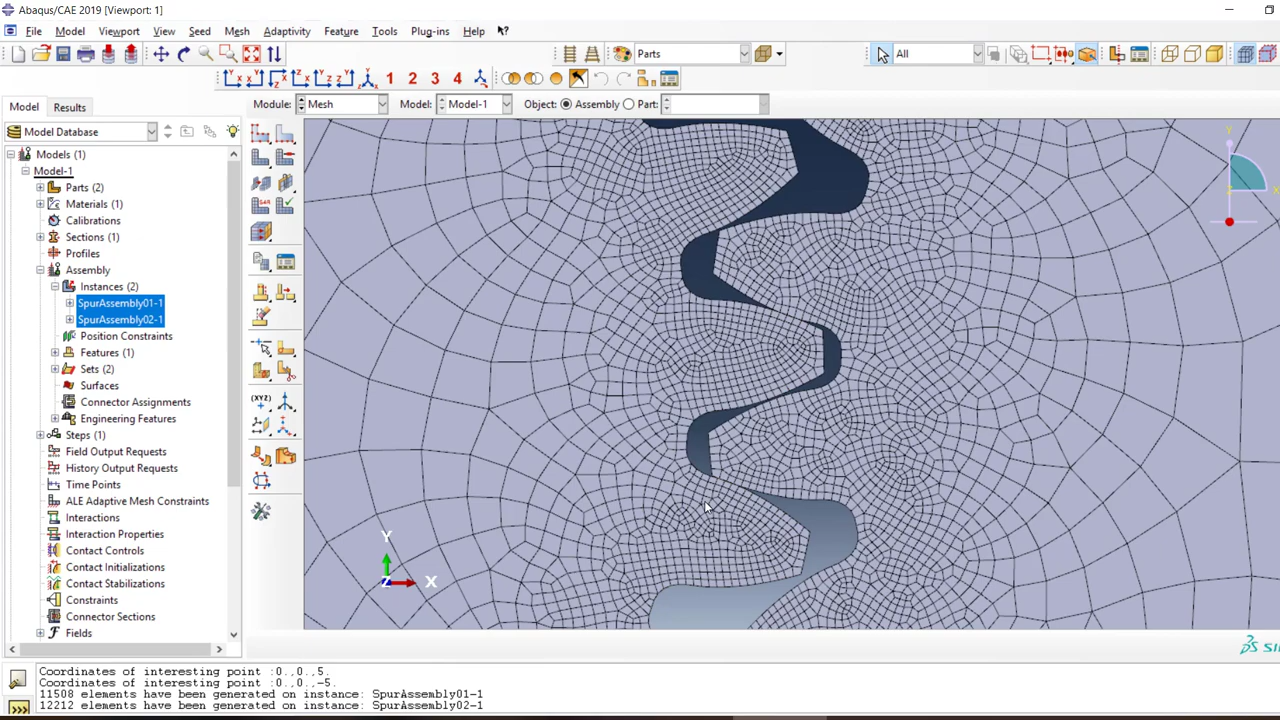 Abaqus/CAE 2019 [Viewport: 1]
File Model Viewport View Seed Mesh Adaptivity Feature Tools Plug-ins Help
Parts All
1 2 3 4
Model Results Module: Mesh Model: Model-1 Object: Assembly Part:
Model Database
Models (1)
Model-1
Parts (2)
Materials (1)
Calibrations
Sections (1)
Profiles
Assembly
Instances (2)
SpurAssembly01-1
SpurAssembly02-1
Position Constraints
Features (1)
Sets (2)
Surfaces
Connector Assignments
Engineering Features
Steps (1)
Field Output Requests
History Output Requests
Time Points
ALE Adaptive Mesh Constraints
Interactions
Interaction Properties
Contact Controls
Contact Initializations
Contact Stabilizations
Constraints
Connector Sections
Fields
(XYZ)
Y
X
Z
Y
X
Z
Coordinates of interesting point :0.,0.,5.
Coordinates of interesting point :0.,0.,-5.
11508 elements have been generated on instance: SpurAssembly01-1
12212 elements have been generated on instance: SpurAssembly02-1